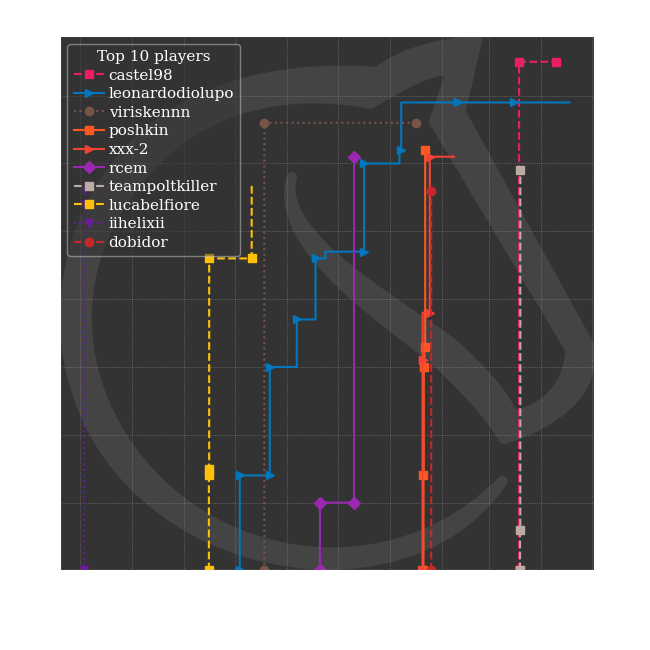 Top 10 players
castel98
leonardodiolupo
viriskennn
poshkin
xxx-2
rcem
teampoltkiller
lucabelfiore
iihelixii
dobidor